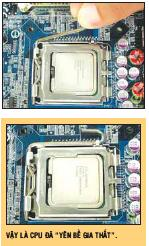 VẬY LÀ CPU ĐÃ "YÊN BỀ GIA THẤT".